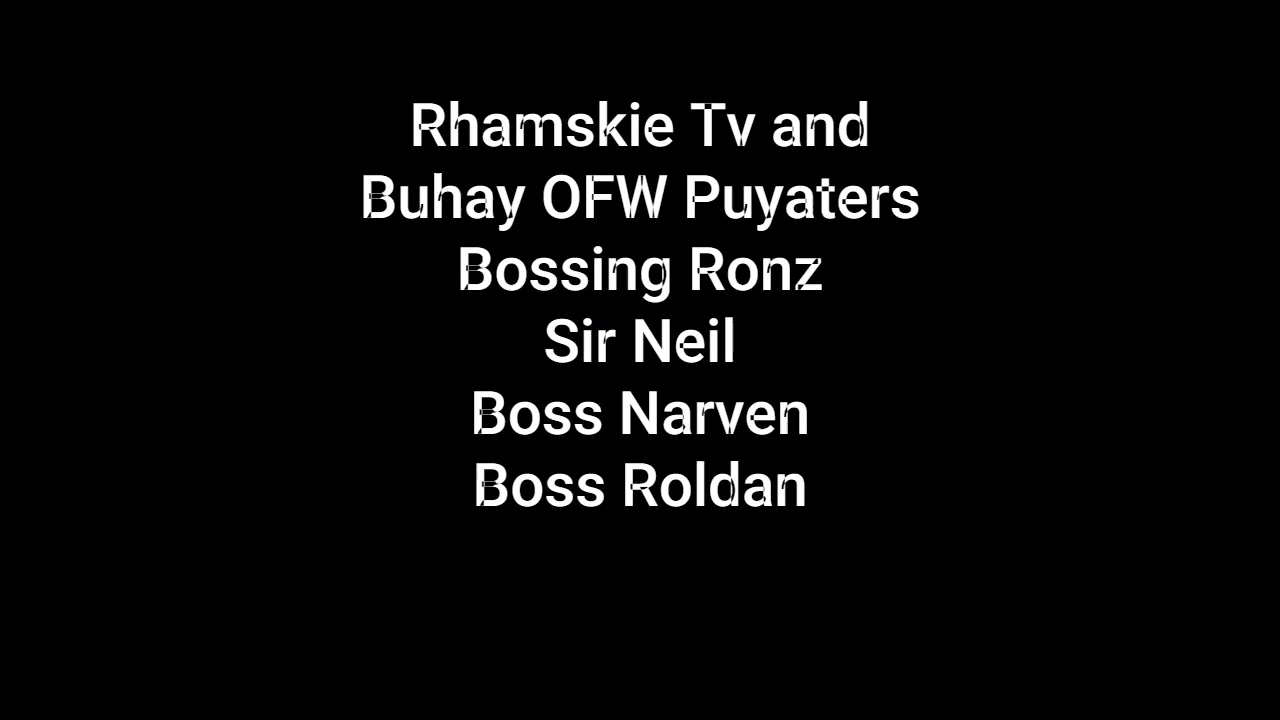 Rhamskie Tv and
Buhay OFW Puyaters
Bossing Ronz
Sir Neil
Boss Narven
Boss Roldan